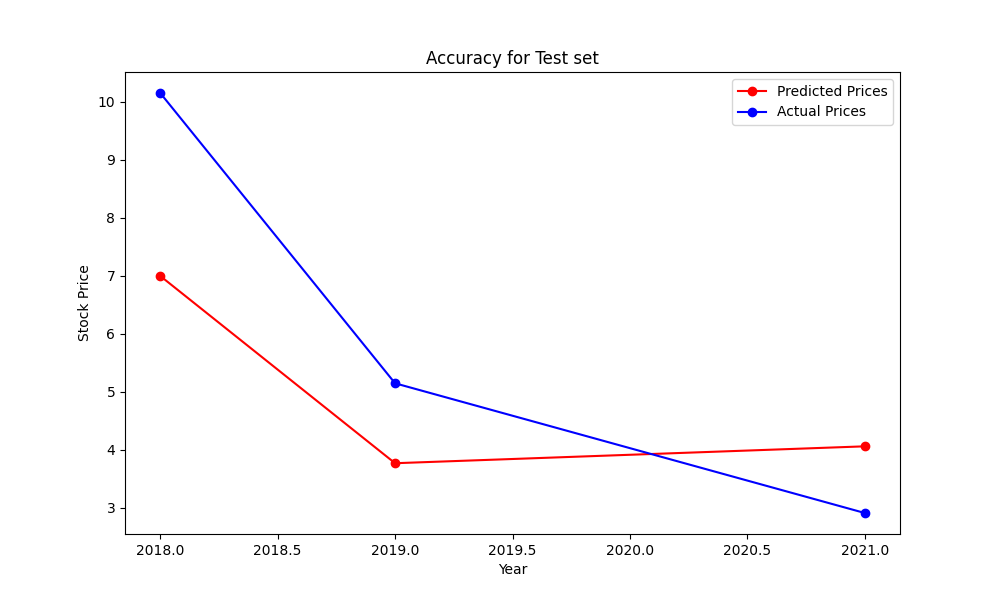 Accuracy for Test set
Predicted Prices
Actual Prices
10
9
8
7
6
5
4
3
Stock Price
2018.0 2018.5 2019.0 2019.5 2020.0 2020.5 2021.0
Year